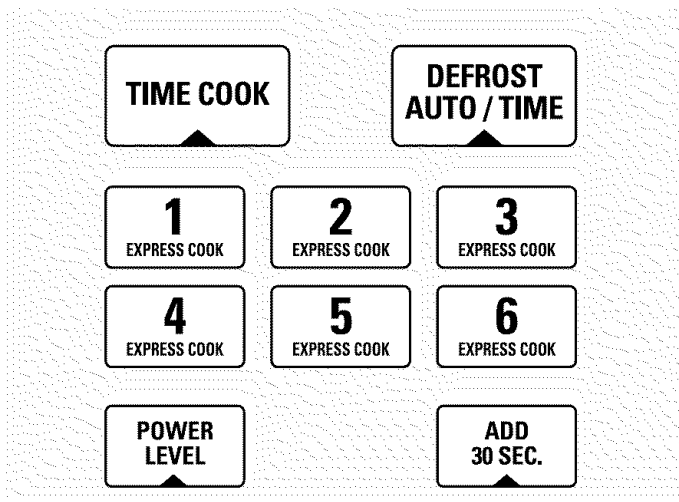 TIME COOK
DEFROST
AUTO / TIME
1
EXPRESS COOK
2
EXPRESS COOK
3
EXPRESS COOK
4
EXPRESS COOK
5
EXPRESS COOK
6
EXPRESS COOK
POWER
LEVEL
ADD
30 SEC.